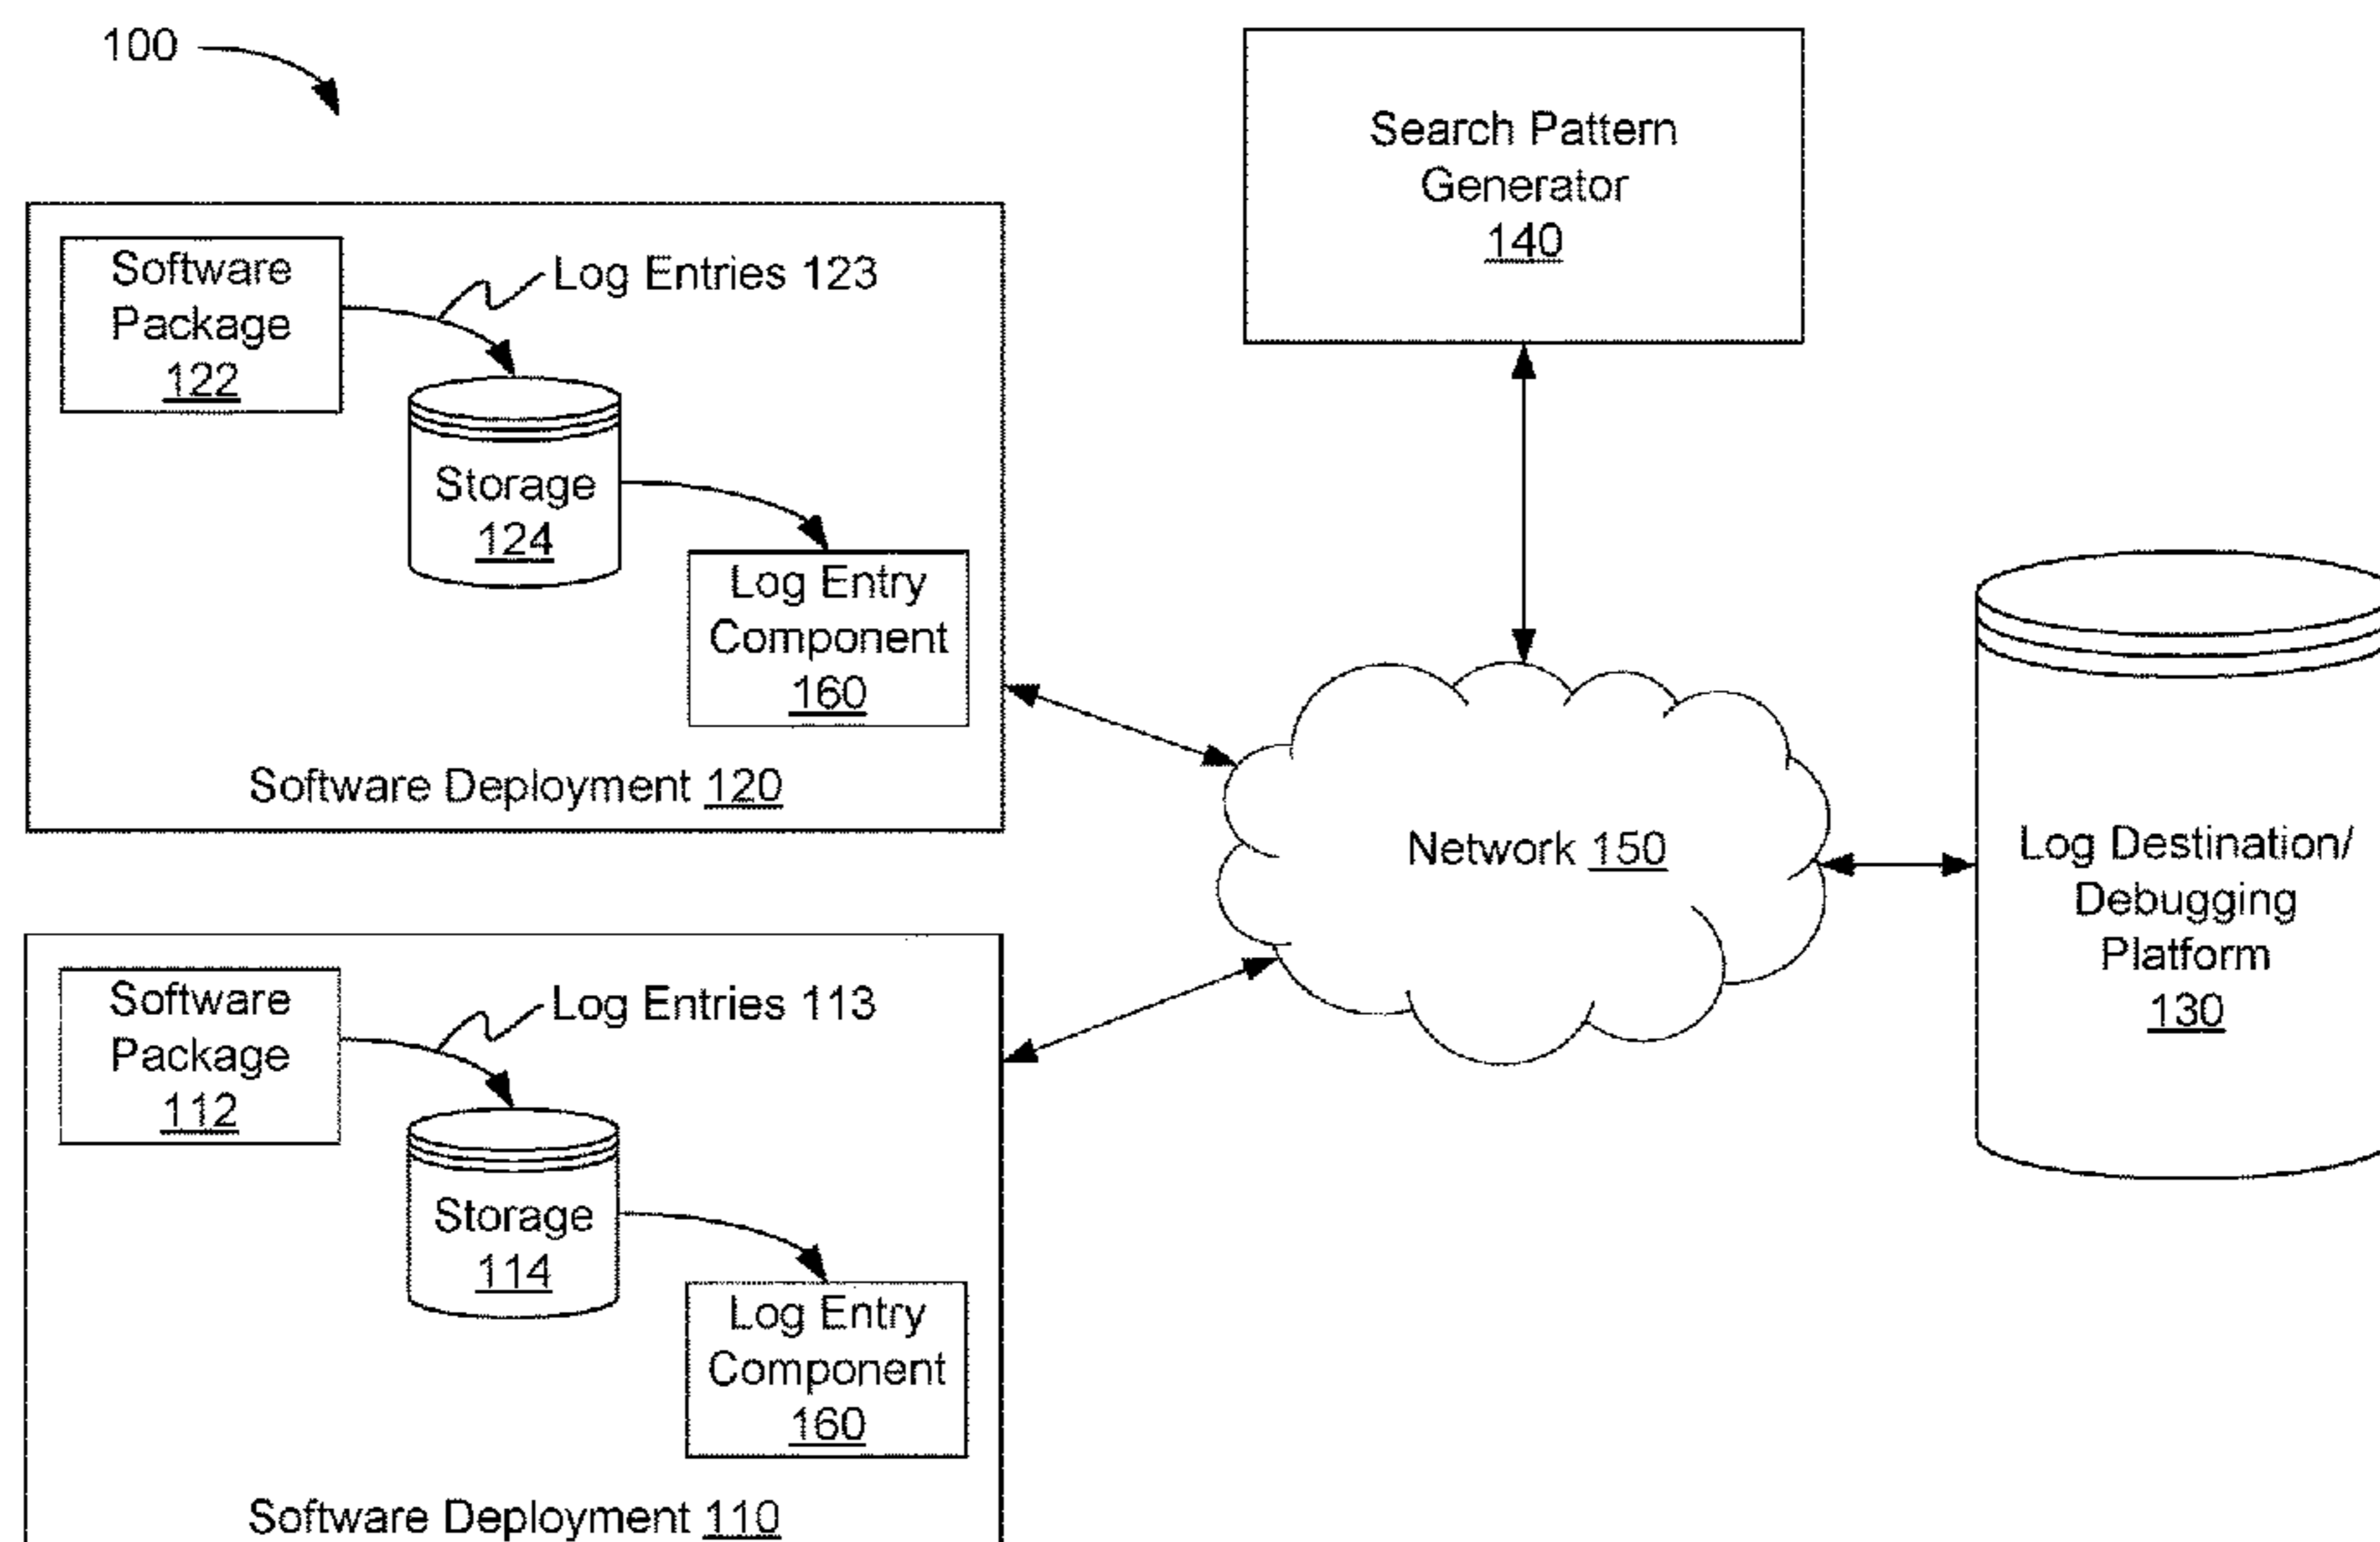 100
Search Pattern
Generator
140
Software
Package
122
Log Entries 123
Storage
124
Log Entry
Component
160
Software Deployment 120
Network 150
Log Destination/
Debugging
Platform
130
Software
Package
112
Log Entries 113
Storage
114
Log Entry
Component
160
Software Deployment 110